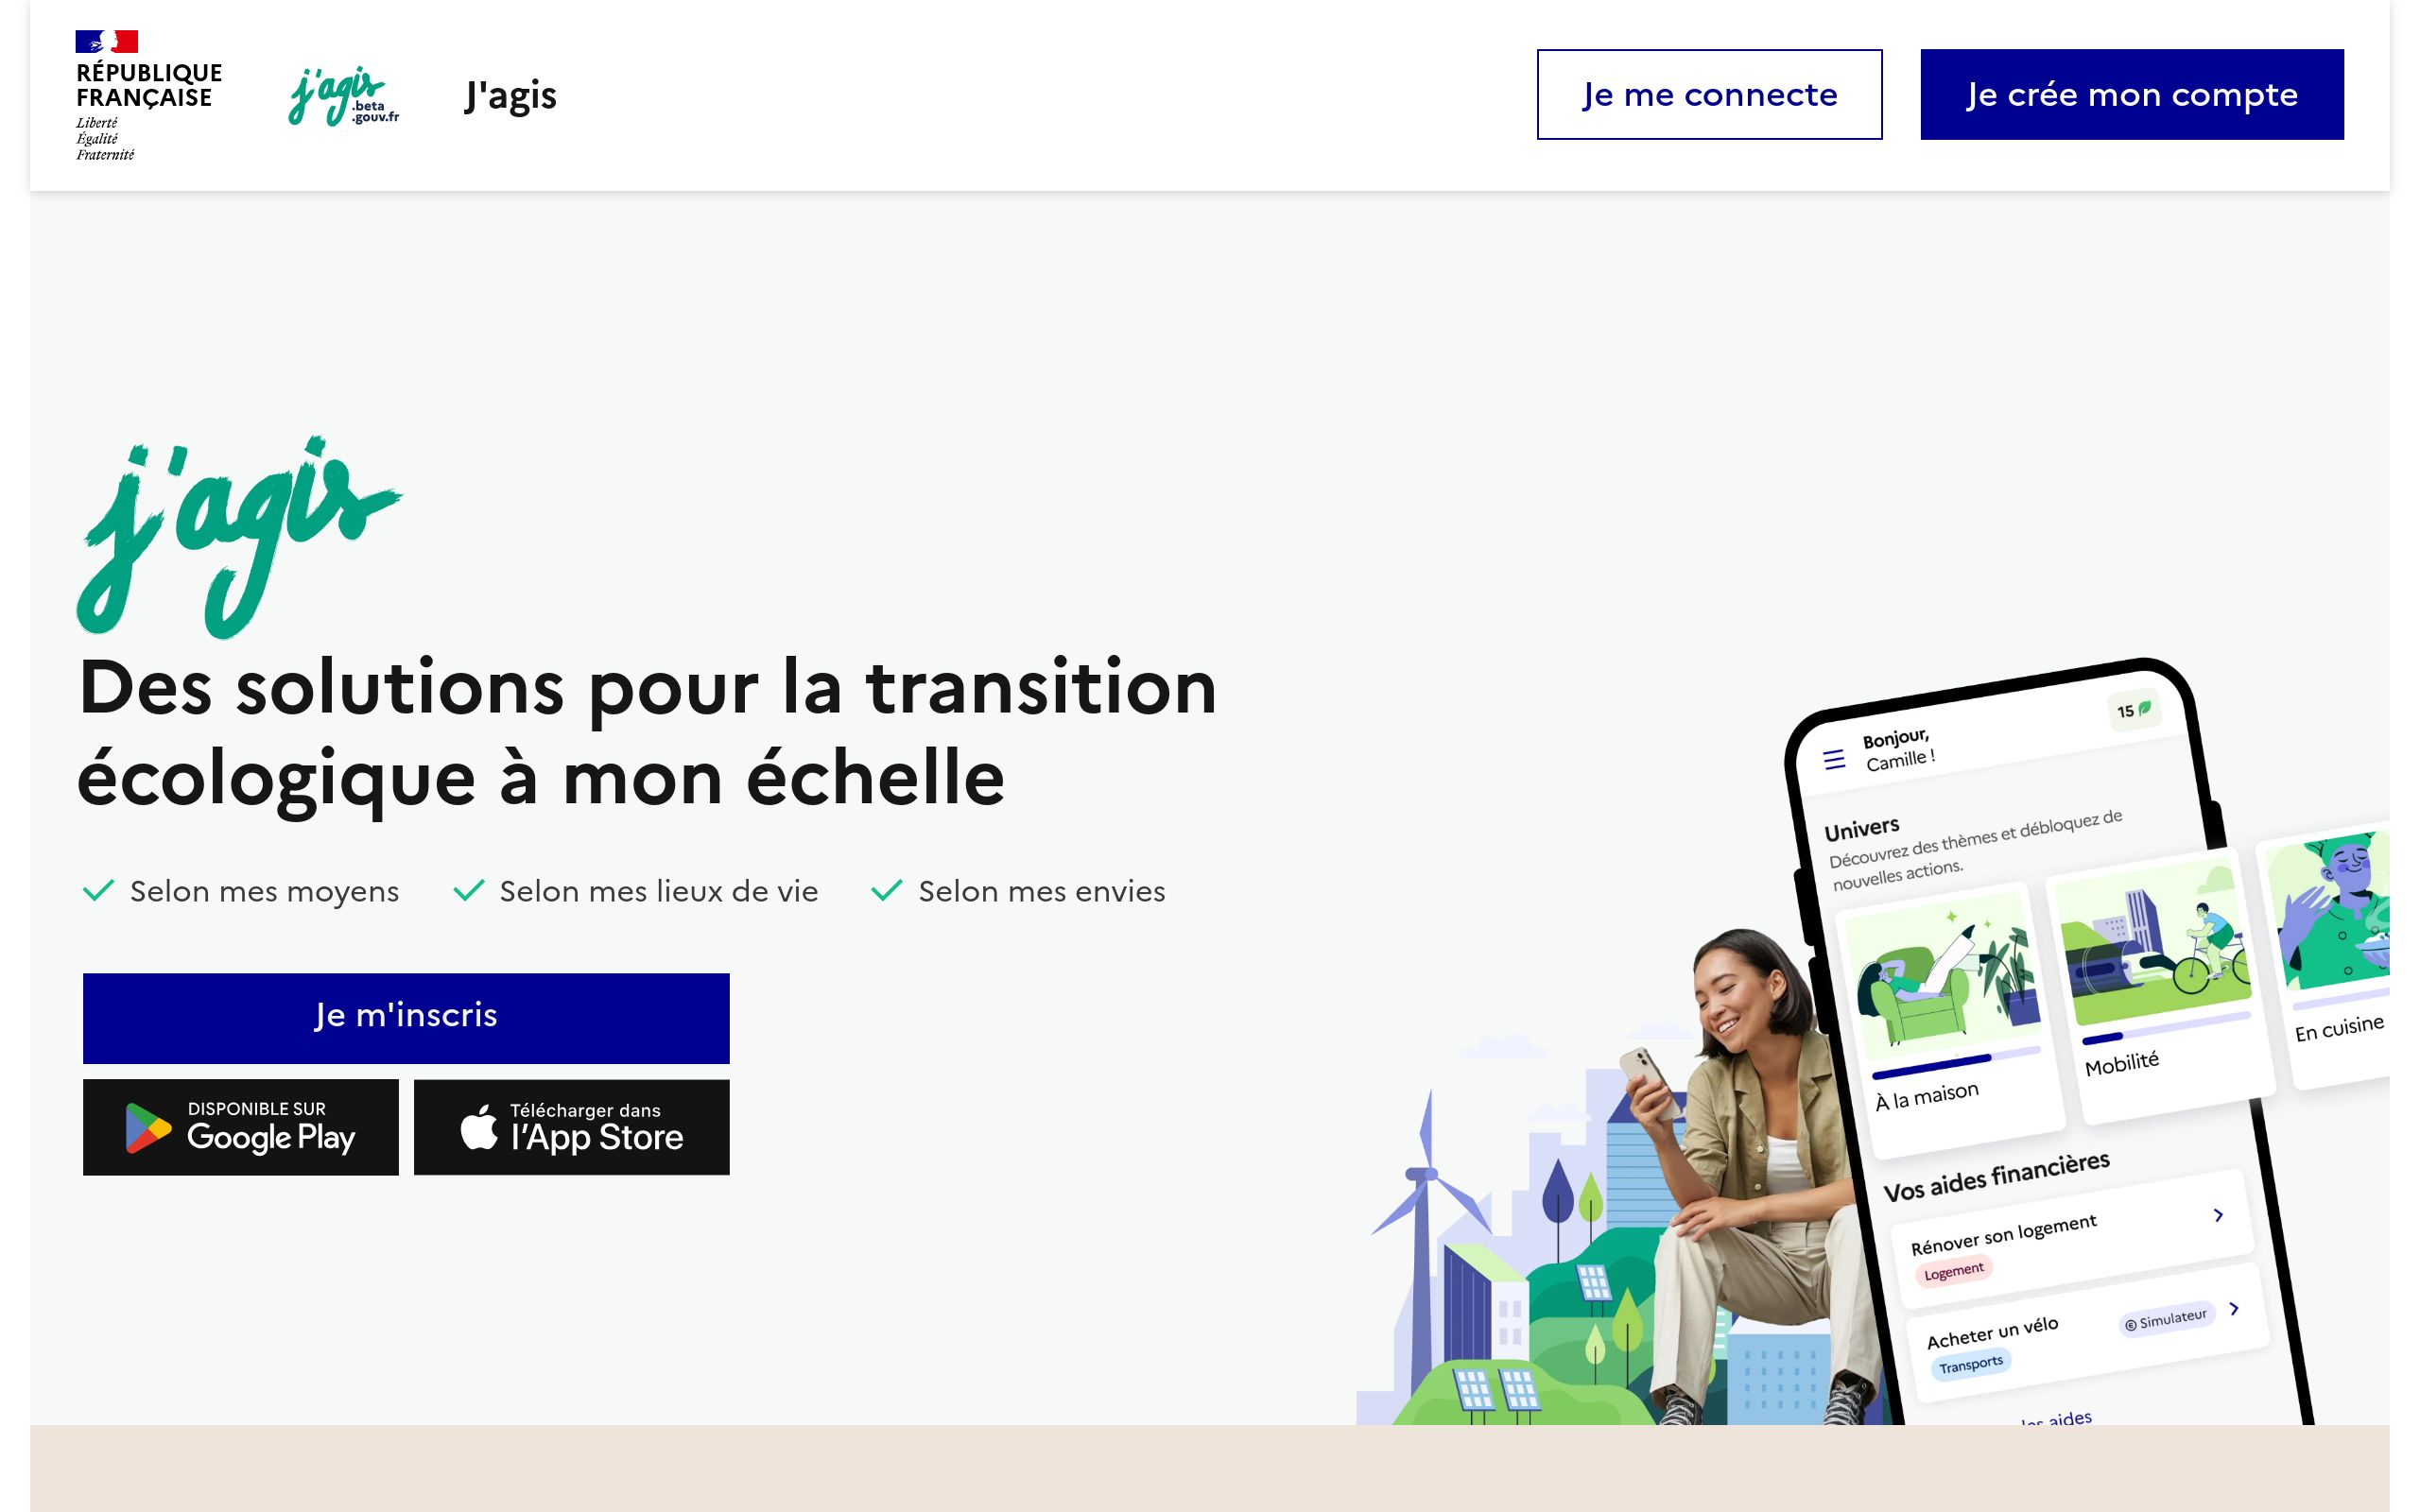 RÉPUBLIQUE
FRANÇAISE
Liberté
Égalité
Fraternité
j'agis
.beta
.gouv.fr
J'agis
Je me connecte
Je crée mon compte
j'agis
Des solutions pour la transition
écologique à mon échelle
Selon mes moyens
Selon mes lieux de vie
Selon mes envies
Je m'inscris
DISPONIBLE SUR
Google Play
Télécharger dans
l'App Store
Bonjour,
Camille !
15
Univers
Découvrez des thèmes et débloquez de
nouvelles actions.
À la maison
Mobilité
En cuisine
Vos aides financières
Rénover son logement
Logement
Acheter un vélo
Simulateur
Transports
les aides